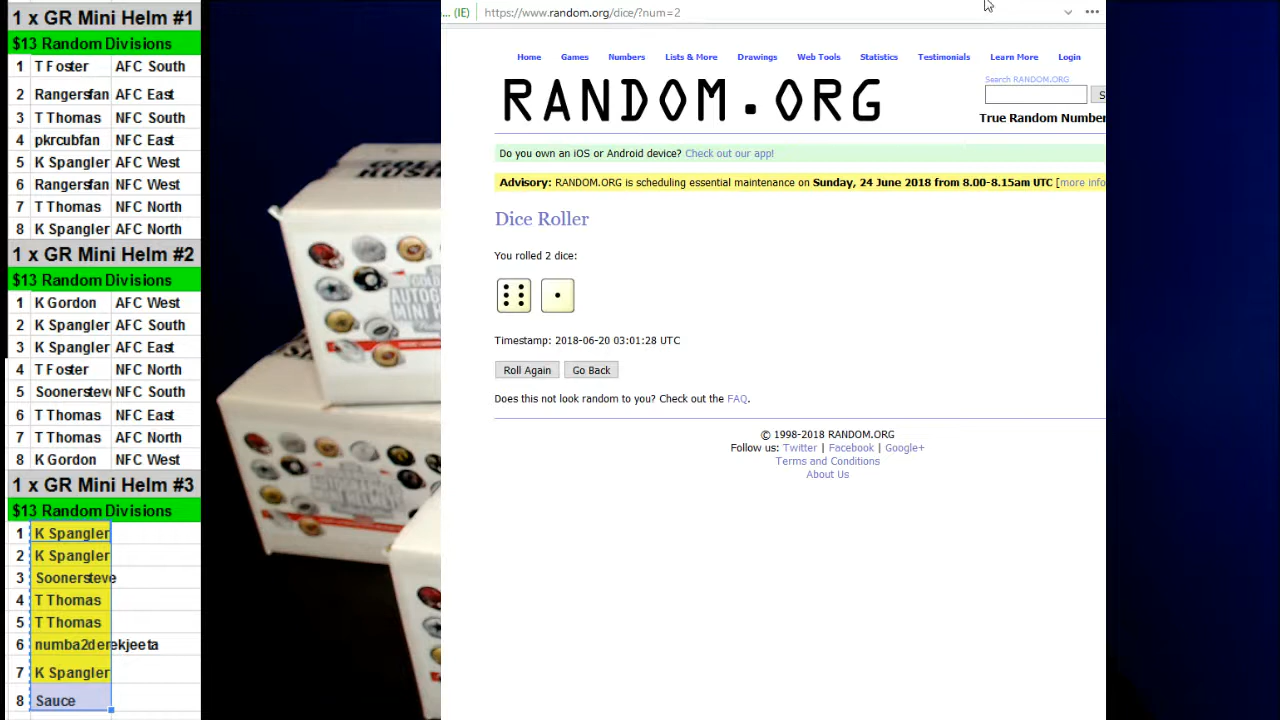 1 x GR Mini Helm #1
$13 Random Divisions
1 T Foster AFC South
2 Rangersfan AFC East
3 T Thomas NFC South
4 pkrcubfan NFC East
5 K Spangler AFC West
6 Rangersfan NFC West
7 T Thomas NFC North
8 K Spangler AFC North
1 x GR Mini Helm #2
$13 Random Divisions
1 K Gordon AFC West
2 K Spangler AFC South
3 K Spangler AFC East
4 T Foster NFC North
5 Soonersteve NFC South
6 T Thomas NFC East
7 T Thomas AFC North
8 K Gordon NFC West
1 x GR Mini Helm #3
$13 Random Divisions
1 K Spangler
2 K Spangler
3 Soonersteve
4 T Thomas
5 T Thomas
6 numba2derekjeeta
7 K Spangler
8 Sauce
... (IE) https://www.random.org/dice/?num=2
Home Games Numbers Lists & More Drawings Web Tools Statistics Testimonials Learn More Login
RANDOM.ORG
Search RANDOM.ORG
S
True Random Number
Do you own an iOS or Android device? Check out our app!
Advisory: RANDOM.ORG is scheduling essential maintenance on Sunday, 24 June 2018 from 8.00-8.15am UTC [more info
Dice Roller
You rolled 2 dice:
Timestamp: 2018-06-20 03:01:28 UTC
Roll Again Go Back
Does this not look random to you? Check out the FAQ.
© 1998-2018 RANDOM.ORG
Follow us: Twitter | Facebook | Google+
Terms and Conditions
About Us